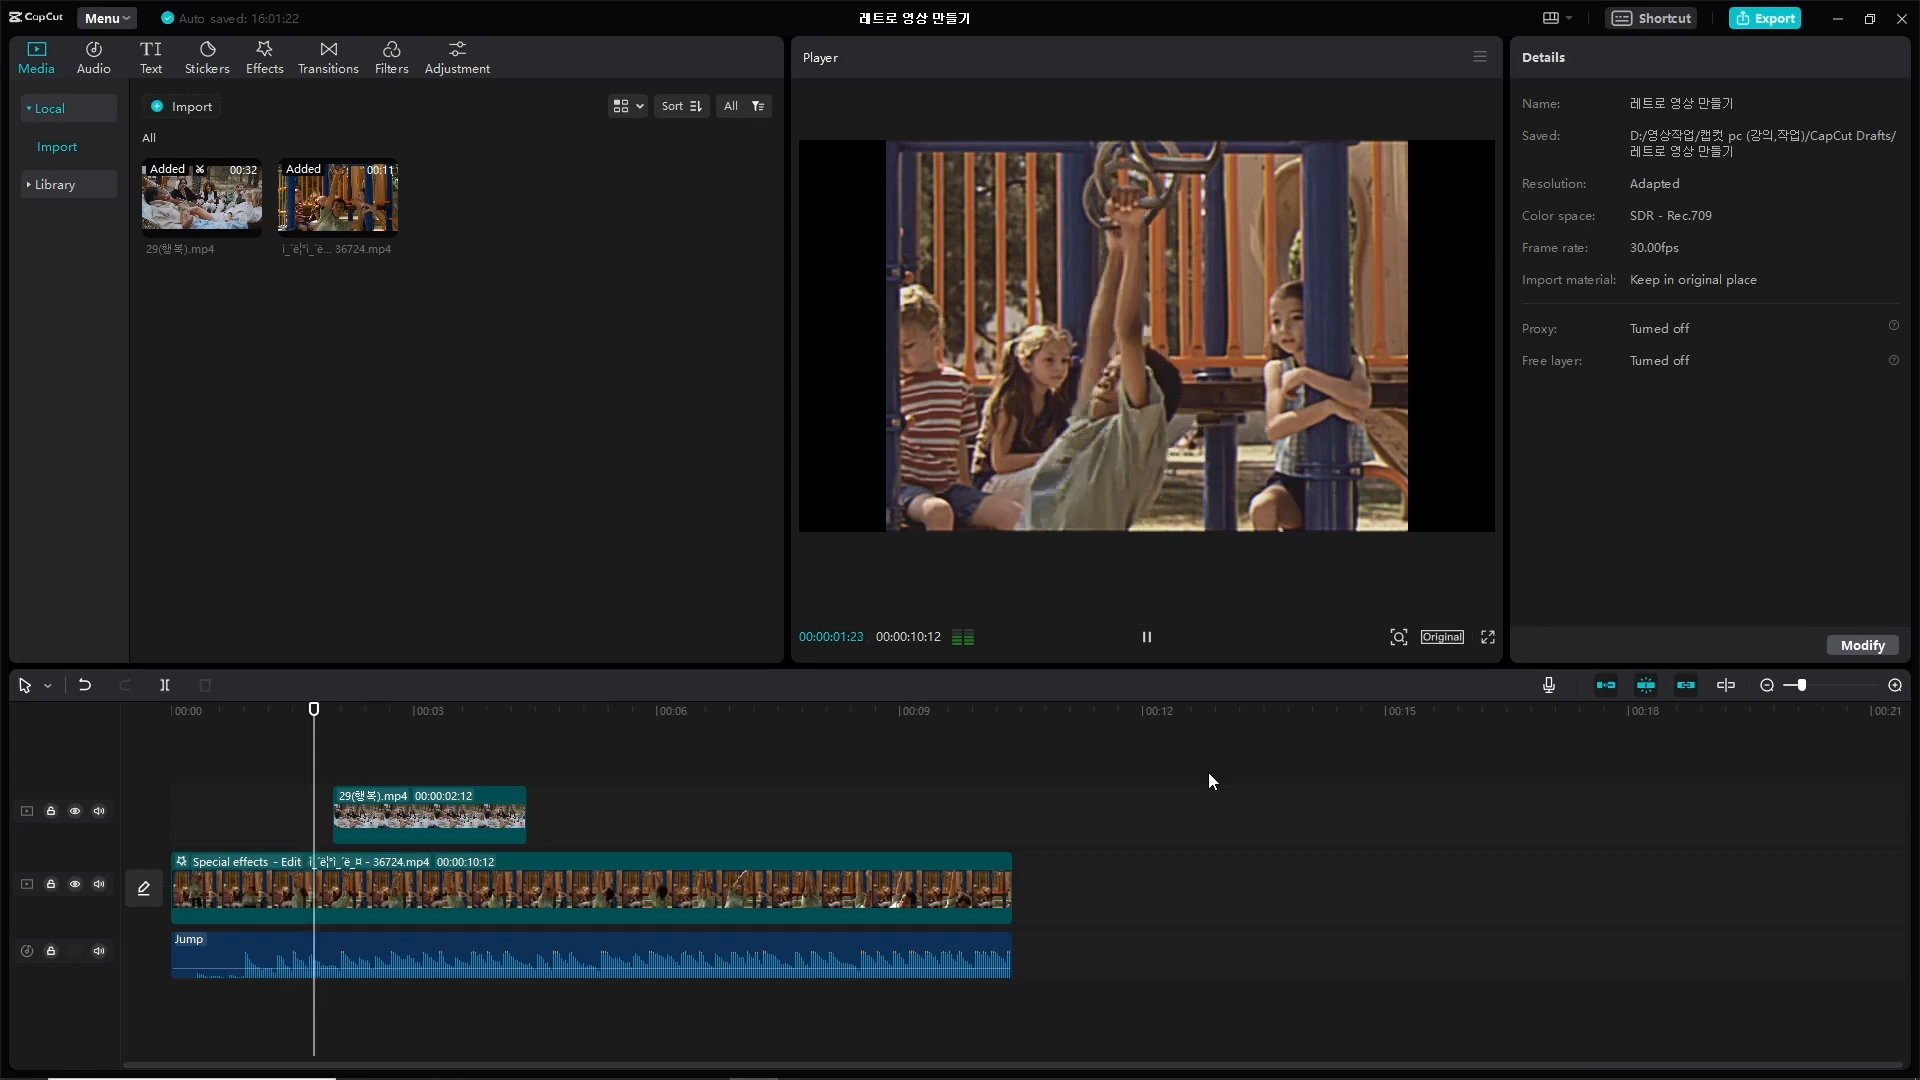 CapCut Menu Auto saved: 16:01:22 레트로 영상 만들기 Shortcut Export
Media Audio Text Stickers Effects Transitions Filters Adjustment
TI
Local
Import
Library
Import Sort All
All
Added 00:32 Added 00:11
29(행복).mp4
36724.mp4
Player
Details
Name: 레트로 영상 만들기
Saved: D:/영상작업/캡컷 pc (강의,작업)/CapCut Drafts/
레트로 영상 만들기
Resolution: Adapted
Color space: SDR - Rec.709
Frame rate: 30.00fps
Import material: Keep in original place
Proxy: Turned off
Free layer: Turned off
00:00:01:23 00:00:10:12 Original
Modify
00:00 00:03 00:06 00:09 00:12 00:15 00:18 00:21
29(행복).mp4 00:00:02:12
Special effects - Edit - 36724.mp4 00:00:10:12
Jump